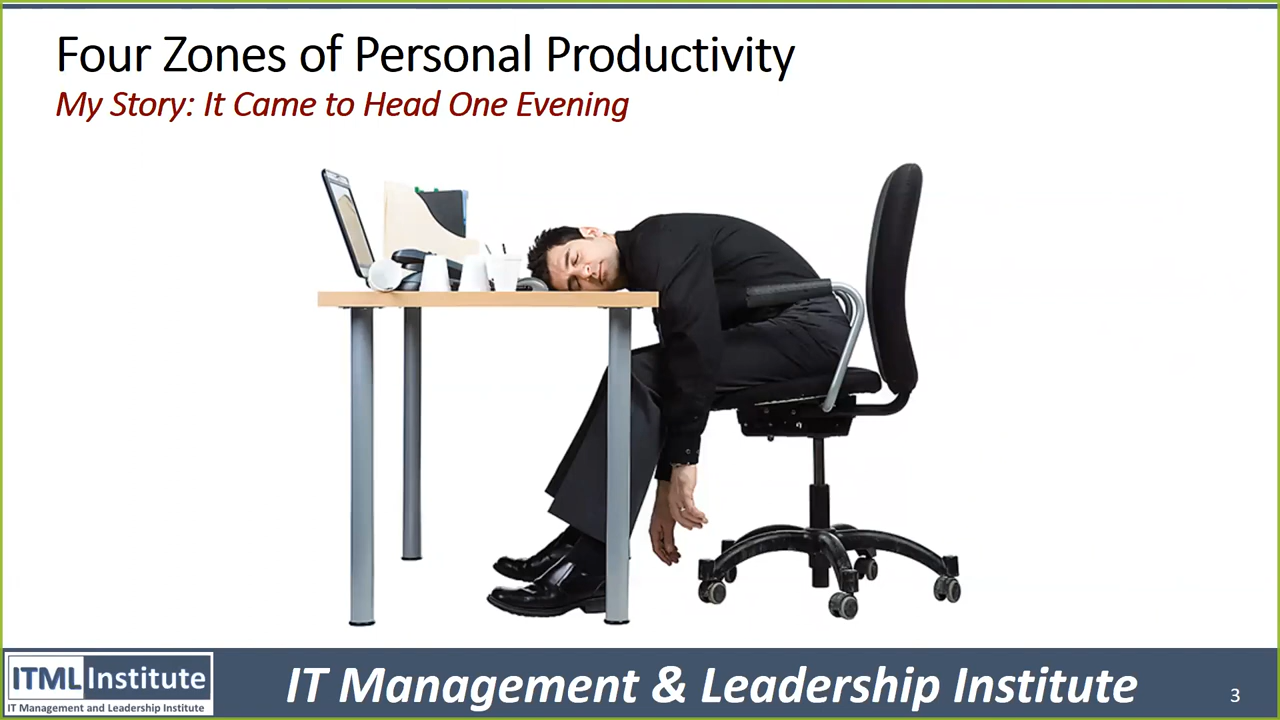 Four Zones of Personal Productivity
My Story: It Came to Head One Evening
ITML Institute
IT Management and Leadership Institute
IT Management & Leadership Institute
3